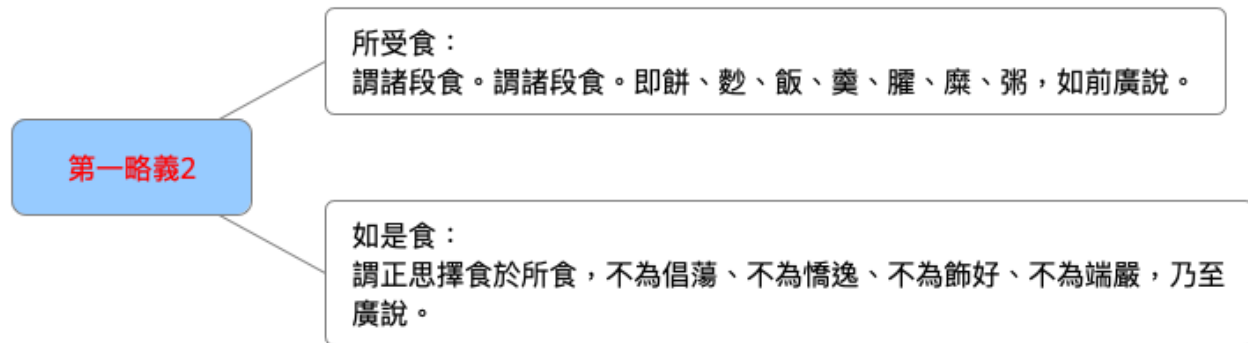 所受食：
謂諸段食。謂諸段食。即餅、麨、飯、羹、臛、糜、粥，如前廣說。
第一略義2
如是食：
謂正思擇食於所食，不為倡蕩、不為憍逸、不為飾好、不為端嚴，乃至
廣說。